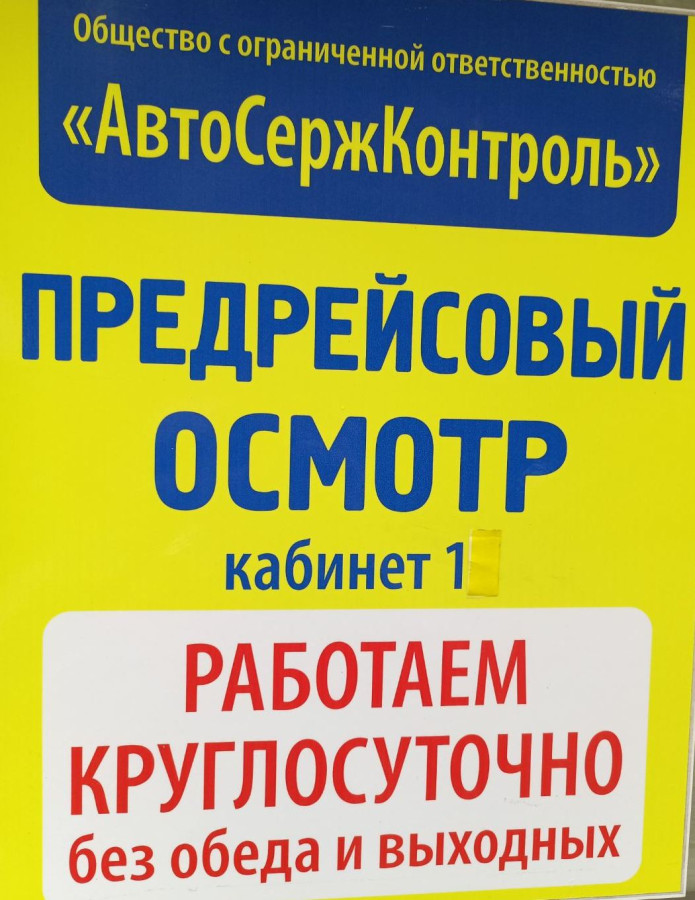 Общество с ограниченной ответственностью
«АвтоСержКонтроль»
ПРЕДРЕЙСОВЫЙ
ОСМОТР
кабинет 1
РАБОТАЕМ
КРУГЛОСУТОЧНО
без обеда и выходных